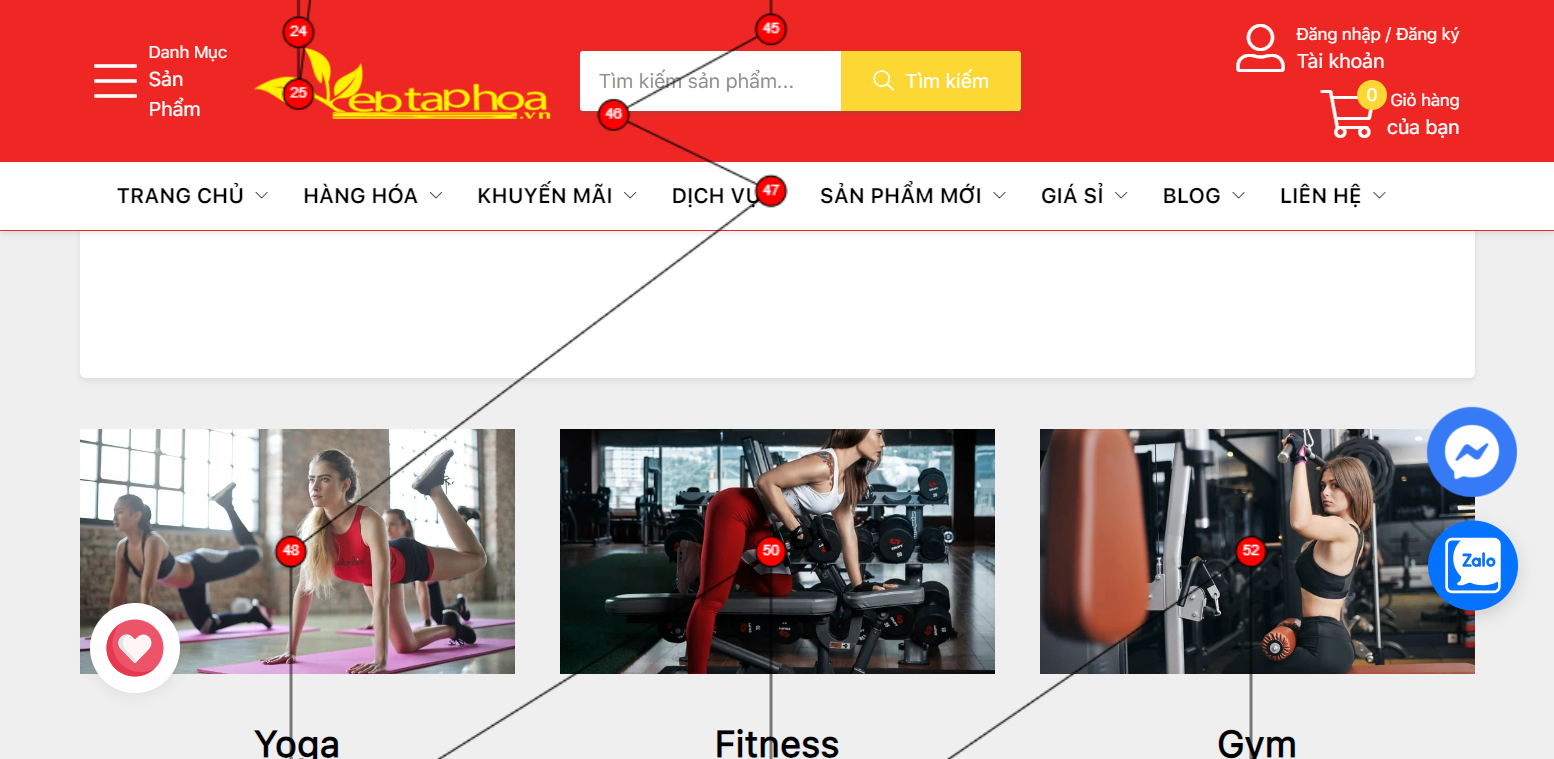 24
45
Danh Mục
Sản
Phẩm
25
eptaphoa
.vn
Tìm kiếm sản phẩm...
Tìm kiếm
46
Đăng nhập / Đăng ký
Tài khoản
0
Giỏ hàng
của bạn
TRANG CHỦ
HÀNG HÓA
KHUYẾN MÃI
DỊCH VỤ
47
SẢN PHẨM MỚI
GIÁ SỈ
BLOG
LIÊN HỆ
48
50
52
Zalo
Yoga
Fitness
Gym